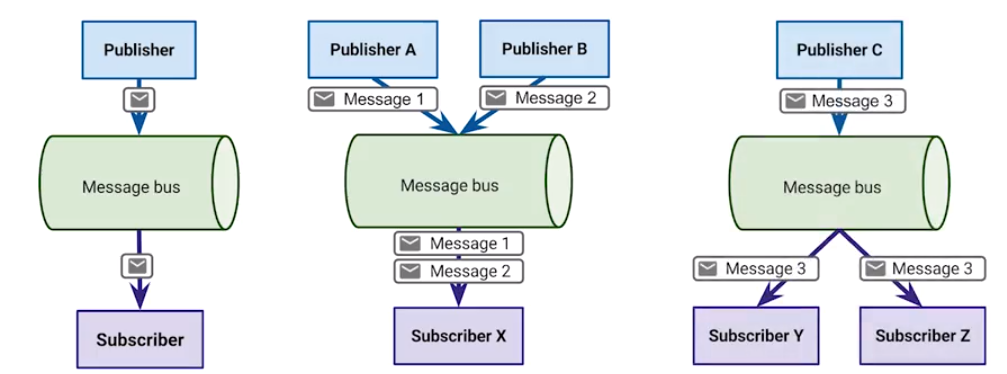 Publisher
Publisher A
Publisher B
Publisher C
Message 1
Message 2
Message 3
Message bus
Message bus
Message bus
Message 1
Message 2
Message 3
Message 3
Subscriber
Subscriber X
Subscriber Y
Subscriber Z